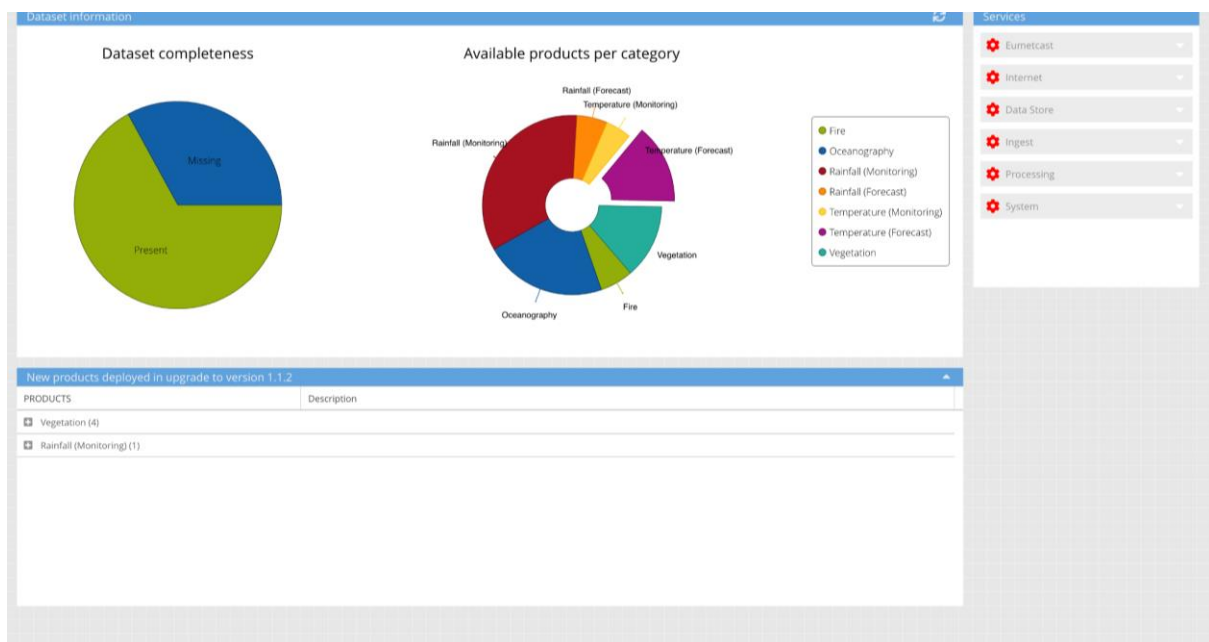 Dataset information
Dataset completeness
Missing
Present
Available products per category
Rainfall (Forecast)
Temperature (Monitoring)
Rainfall (Monitoring)
Temperature (Forecast)
Vegetation
Fire
Oceanography
Fire
Oceanography
Rainfall (Monitoring)
Rainfall (Forecast)
Temperature (Monitoring)
Temperature (Forecast)
Vegetation
Services
Eumetcast
Internet
Data Store
Ingest
Processing
System
New products deployed in upgrade to version 1.1.2
PRODUCTS Description
Vegetation (4)
Rainfall (Monitoring) (1)